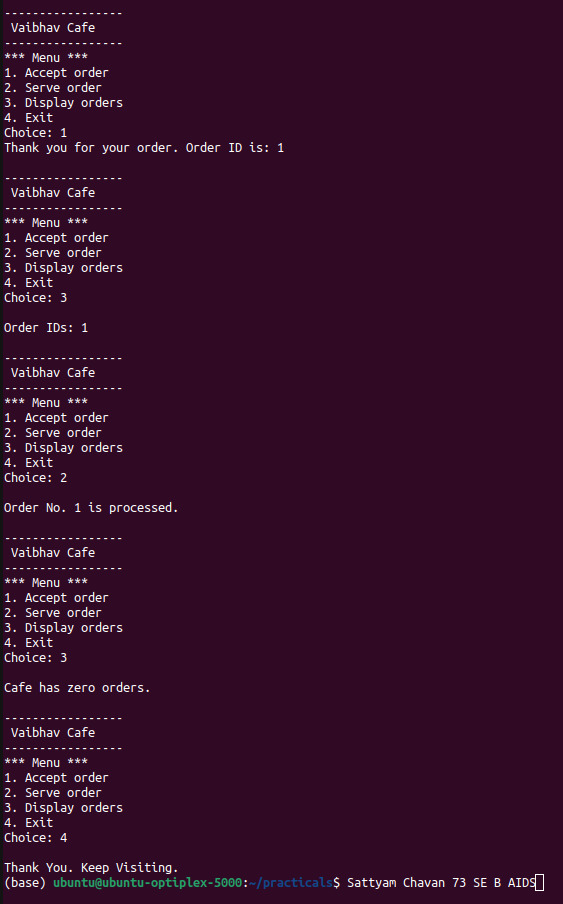 -----------------
 Vaibhav Cafe
-----------------
*** Menu ***
1. Accept order
2. Serve order
3. Display orders
4. Exit
Choice: 1
Thank you for your order. Order ID is: 1

-----------------
 Vaibhav Cafe
-----------------
*** Menu ***
1. Accept order
2. Serve order
3. Display orders
4. Exit
Choice: 3

Order IDs: 1

-----------------
 Vaibhav Cafe
-----------------
*** Menu ***
1. Accept order
2. Serve order
3. Display orders
4. Exit
Choice: 2

Order No. 1 is processed.

-----------------
 Vaibhav Cafe
-----------------
*** Menu ***
1. Accept order
2. Serve order
3. Display orders
4. Exit
Choice: 3

Cafe has zero orders.

-----------------
 Vaibhav Cafe
-----------------
*** Menu ***
1. Accept order
2. Serve order
3. Display orders
4. Exit
Choice: 4

Thank You. Keep Visiting.
(base) ubuntu@ubuntu-optiplex-5000:~/practicals$ Sattyam Chavan 73 SE B AIDS